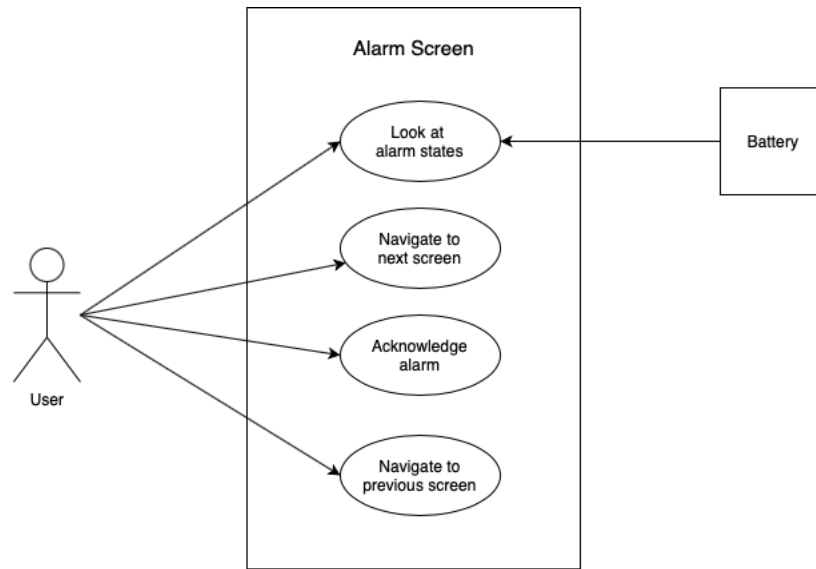 Alarm Screen
Look at
alarm states
Battery
Navigate to
next screen
Acknowledge
alarm
User
Navigate to
previous screen